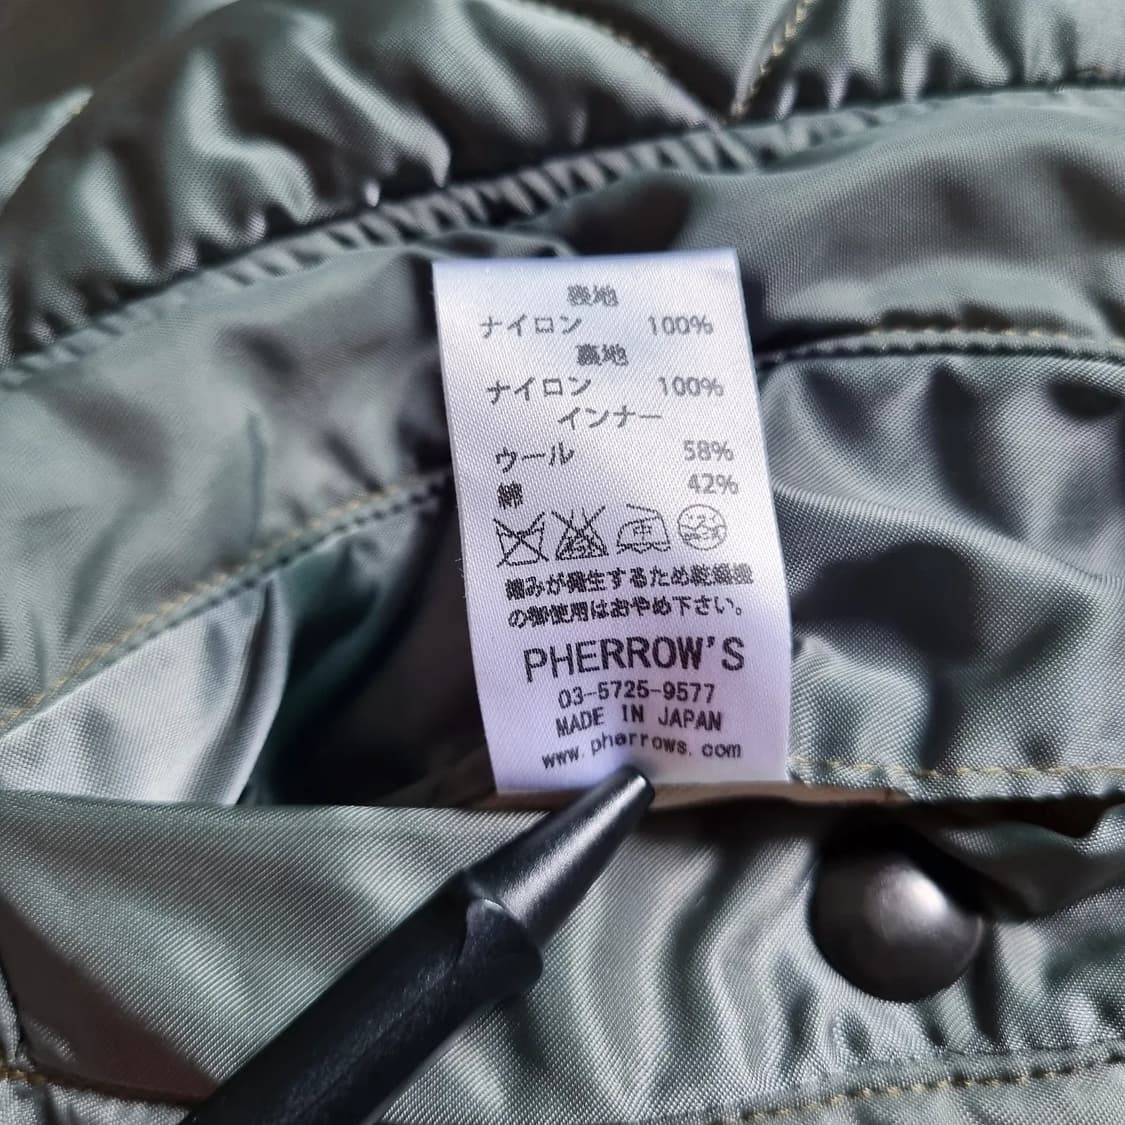 表地
ナイロン 100%
裏地
ナイロン 100%
インナー
ウール 58%
綿 42%
縮みが発生するため乾燥機
の御使用はおやめ下さい。
PHERROW'S
03-5725-9577
MADE IN JAPAN
www.pherrows.com